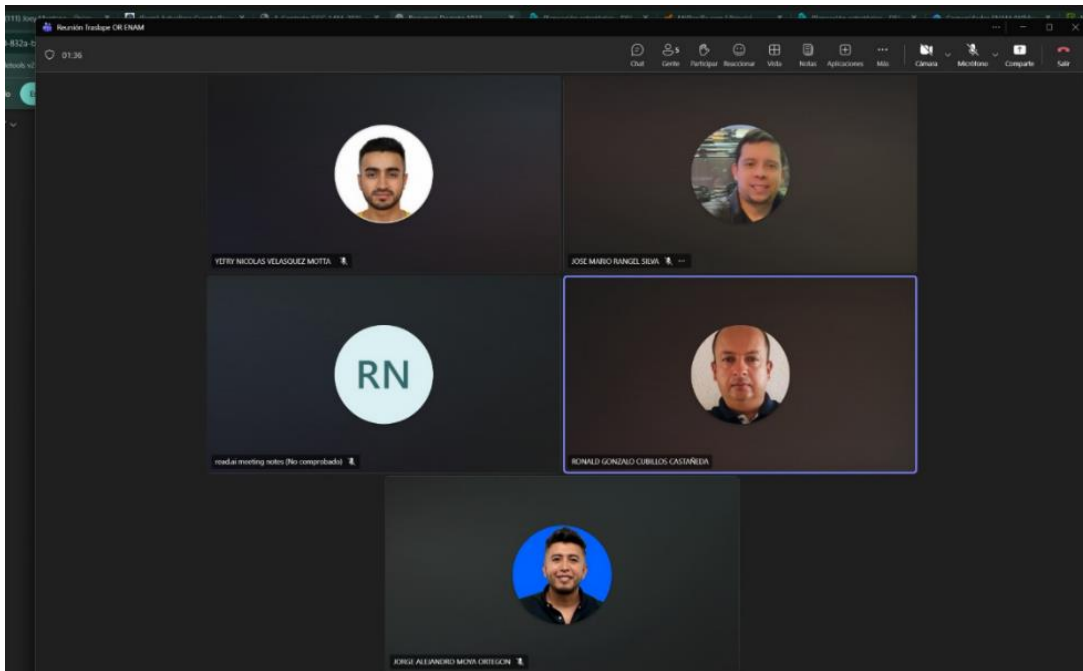 Reunión Traslape OR ENAM
01:36
Chat
Gente
5
Participar
Reaccionar
Vista
Notas
Aplicaciones
Más
Cámara
Micrófono
Comparte
Salir
YEFRY NICOLAS VELASQUEZ MOTTA
JOSE MARIO RANGEL SILVA
RN
read.ai meeting notes (No comprobado)
RONALD GONZALO CUBILLOS CASTAÑEDA
JORGE ALEJANDRO MOYA ORTEGON